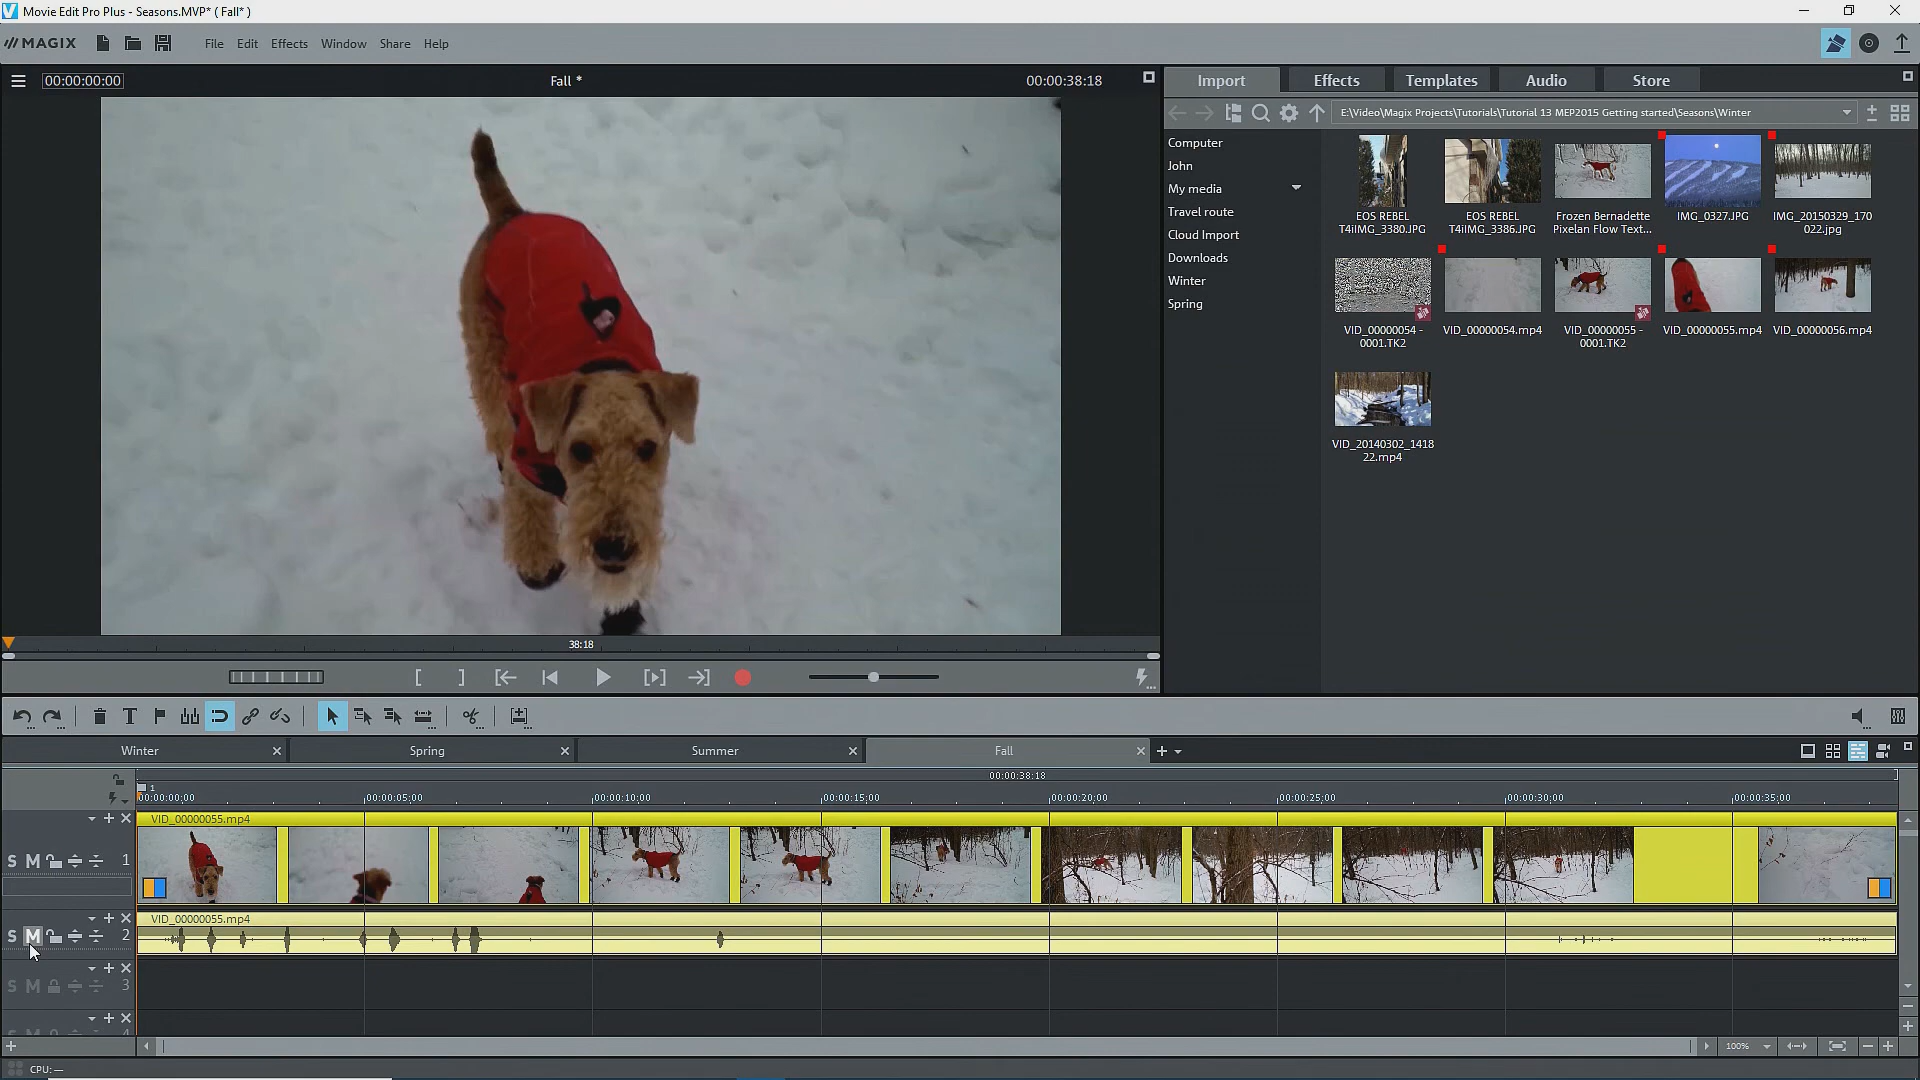 Movie Edit Pro Plus - Seasons.MVP* ( Fall* )
MAGIX
File Edit Effects Window Share Help
00:00:00:00
Fall *
00:00:38:18
Import Effects Templates Audio Store
E:\Video\Magix Projects\Tutorials\Tutorial 13 MEP2015 Getting started\Seasons\Winter
Computer
John
My media
Travel route
Cloud Import
Downloads
Winter
Spring
EOS REBEL
T4iIMG_3380.JPG
EOS REBEL
T4iIMG_3386.JPG
Frozen Bernadette
Pixelan Flow Text...
IMG_0327.JPG
IMG_20150329_170
022.jpg
VID_00000054 -
0001.TK2
VID_00000054.mp4
VID_00000055 -
0001.TK2
VID_00000055.mp4
VID_00000056.mp4
VID_20140302_1418
22.mp4
38:18
Winter
Spring
Summer
Fall
00:00:38:18
1
00:00:00;00 00:00:05;00 00:00:10;00 00:00:15;00 00:00:20;00 00:00:25;00 00:00:30;00 00:00:35;00
VID_00000055.mp4
S M 1
VID_00000055.mp4
S M 2
S M 3
S M 4
100%
CPU: —